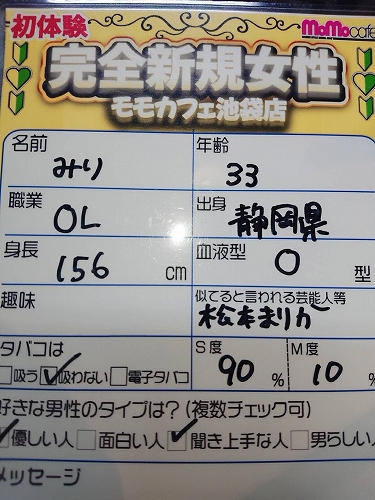 初体験 MoMocafe
完全新規女性
モモカフェ池袋店
名前 みり 年齢 33
職業 OL 出身 静岡県
身長 156 cm 血液型 O 型
趣味 似てると言われる芸能人等 松本まりか
タバコは S度 M度
吸う 吸わない 電子タバコ 90 % 10 %
好きな男性のタイプは?(複数チェック可)
優しい人 面白い人 聞き上手な人 男らしい人
メッセージ